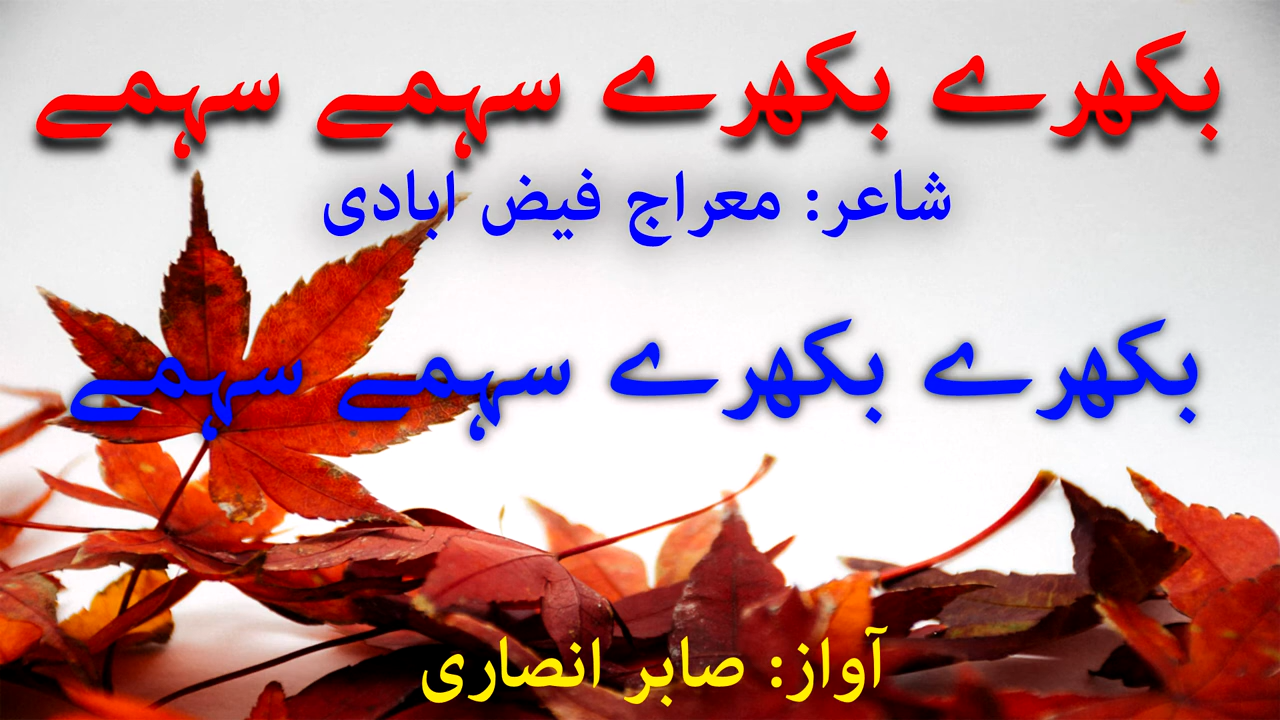 بکھرے بکھرے سہمے سہمے
شاعر: معراج فیض ابادی
بکھرے بکھرے سہمے سہمے
آواز: صابر انصاری